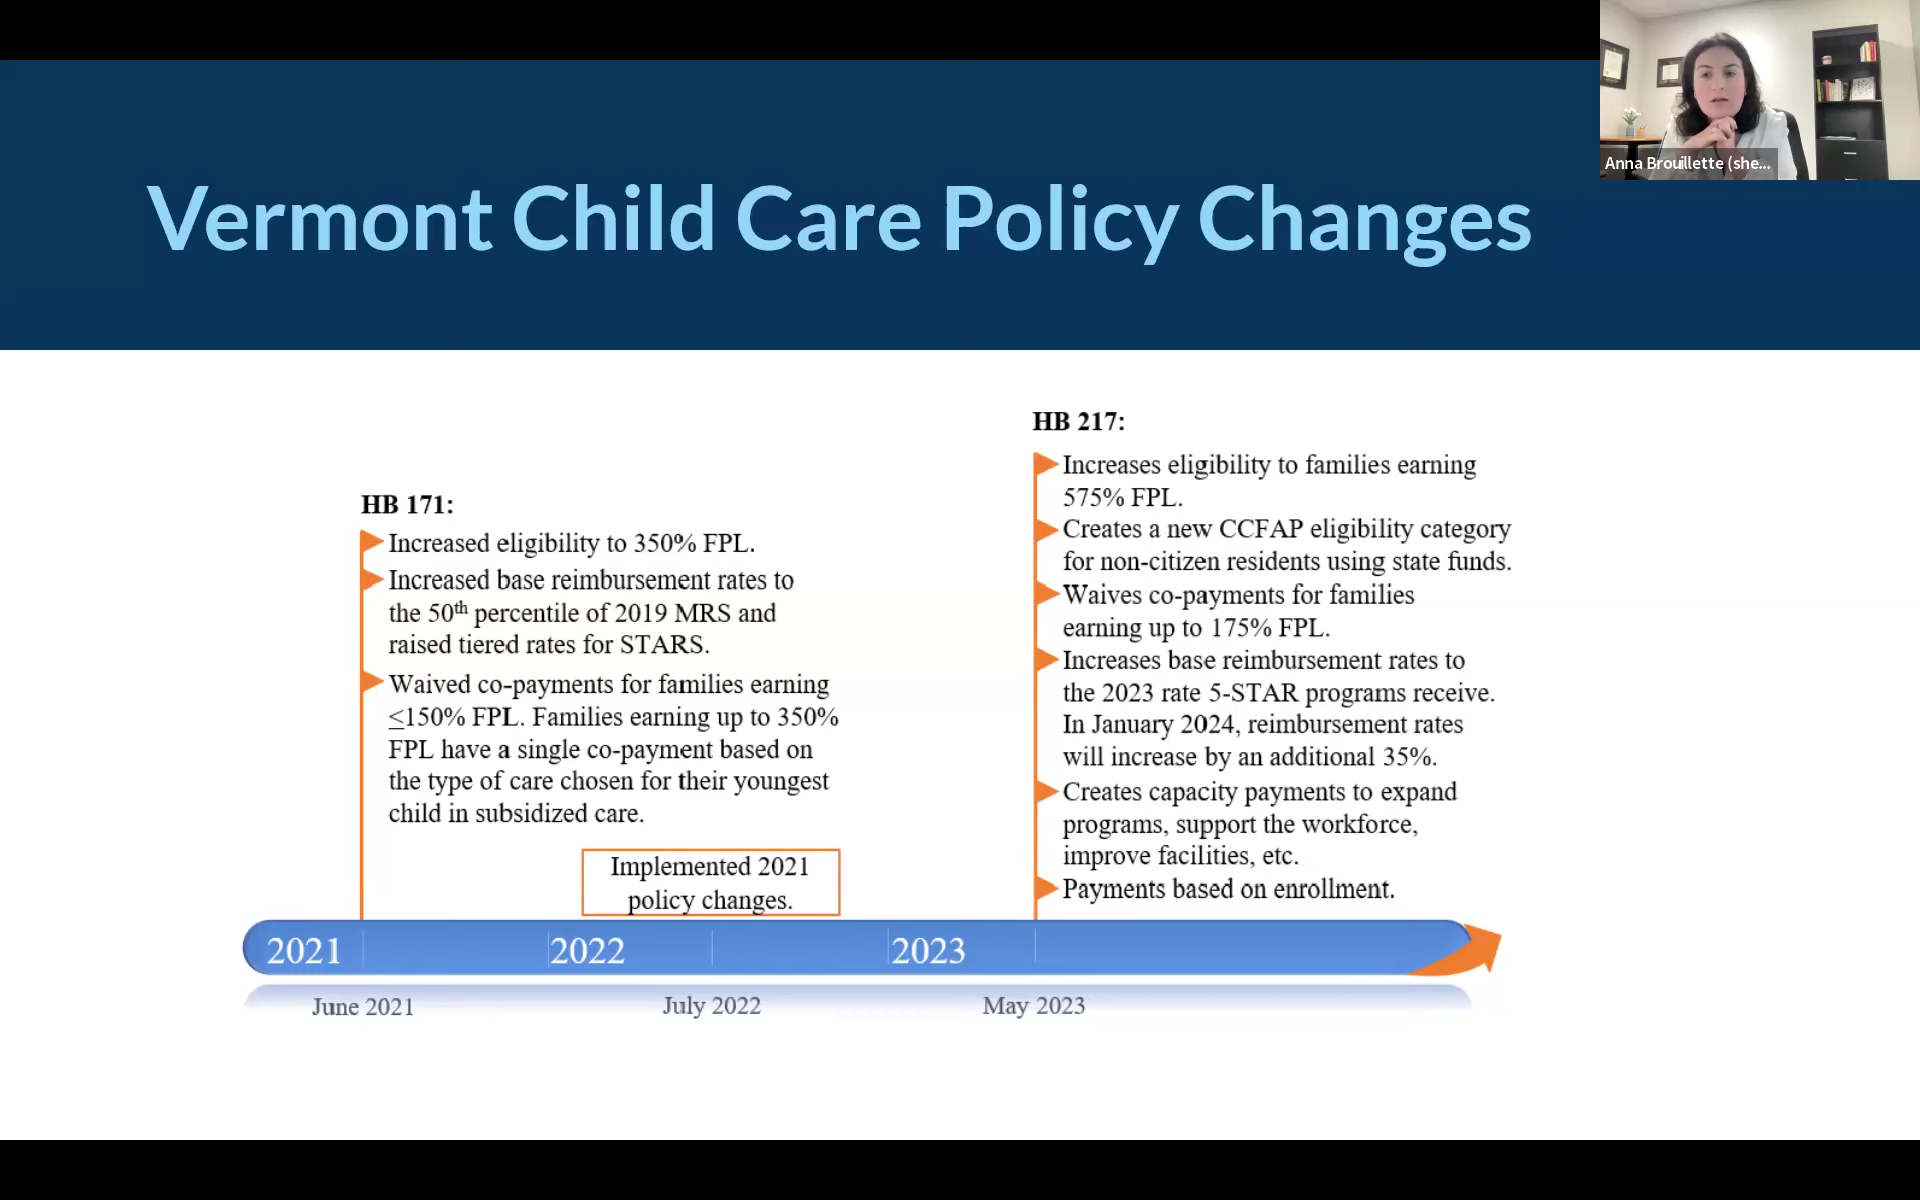 Anna Brouillette (she...
Vermont Child Care Policy Changes
HB 171:
Increased eligibility to 350% FPL.
Increased base reimbursement rates to
the 50th percentile of 2019 MRS and
raised tiered rates for STARS.
Waived co-payments for families earning
≤150% FPL. Families earning up to 350%
FPL have a single co-payment based on
the type of care chosen for their youngest
child in subsidized care.
Implemented 2021
policy changes.
HB 217:
Increases eligibility to families earning
575% FPL.
Creates a new CCFAP eligibility category
for non-citizen residents using state funds.
Waives co-payments for families
earning up to 175% FPL.
Increases base reimbursement rates to
the 2023 rate 5-STAR programs receive.
In January 2024, reimbursement rates
will increase by an additional 35%.
Creates capacity payments to expand
programs, support the workforce,
improve facilities, etc.
Payments based on enrollment.
2021 2022 2023
June 2021 July 2022 May 2023